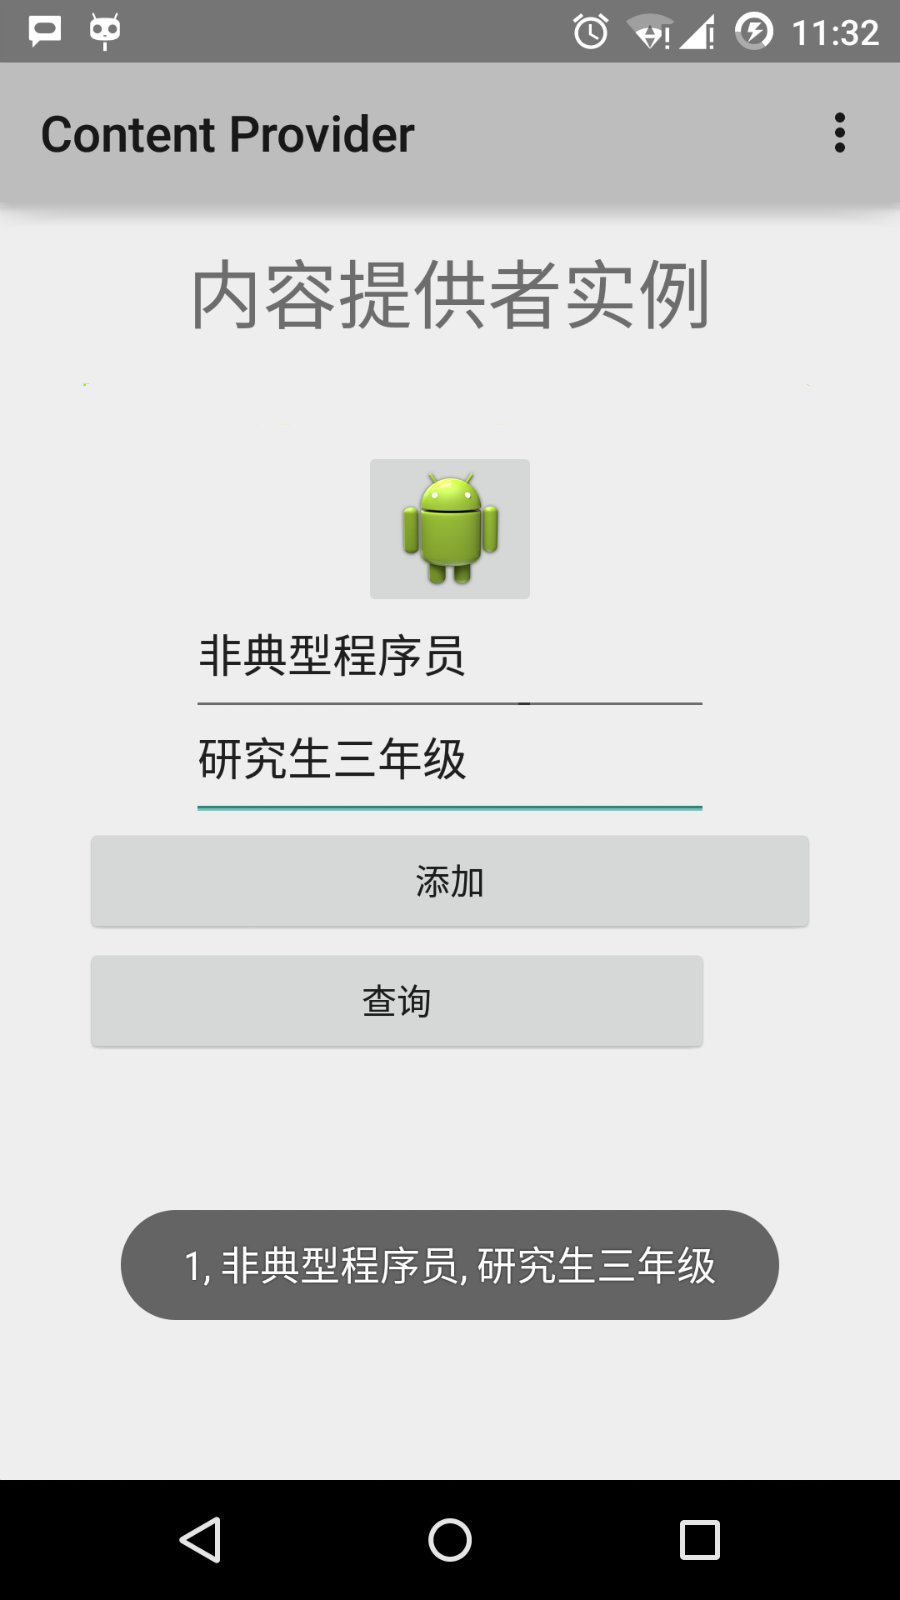 11:32
Content Provider
内容提供者实例
非典型程序员
研究生三年级
添加
查询
1, 非典型程序员, 研究生三年级